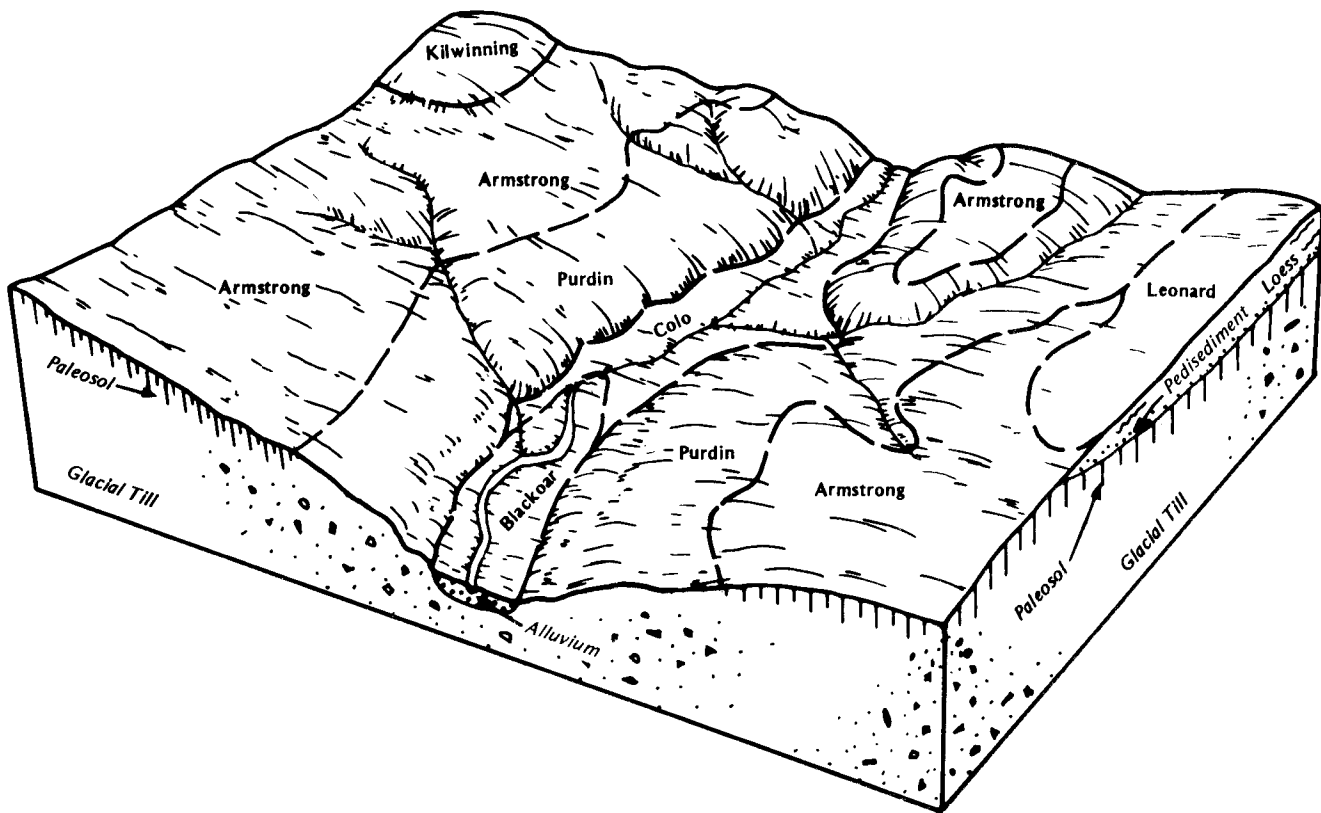 Kilwinning
Armstrong
Armstrong
Armstrong
Purdin
Colo
Leonard
Loess
Pedisediment
Paleosol
Glacial Till
Purdin
Blackoar
Armstrong
Paleosol
Glacial Till
Alluvium